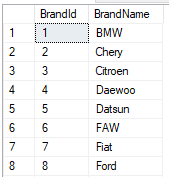 BrandId BrandName
1 1 BMW
2 2 Chery
3 3 Citroen
4 4 Daewoo
5 5 Datsun
6 6 FAW
7 7 Fiat
8 8 Ford